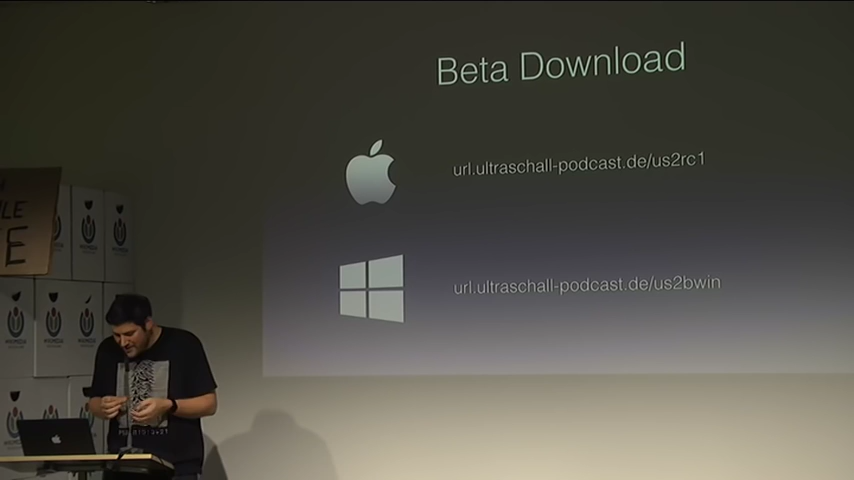 Beta Download
url.ultraschall-podcast.de/us2rc1
url.ultraschall-podcast.de/us2bwin